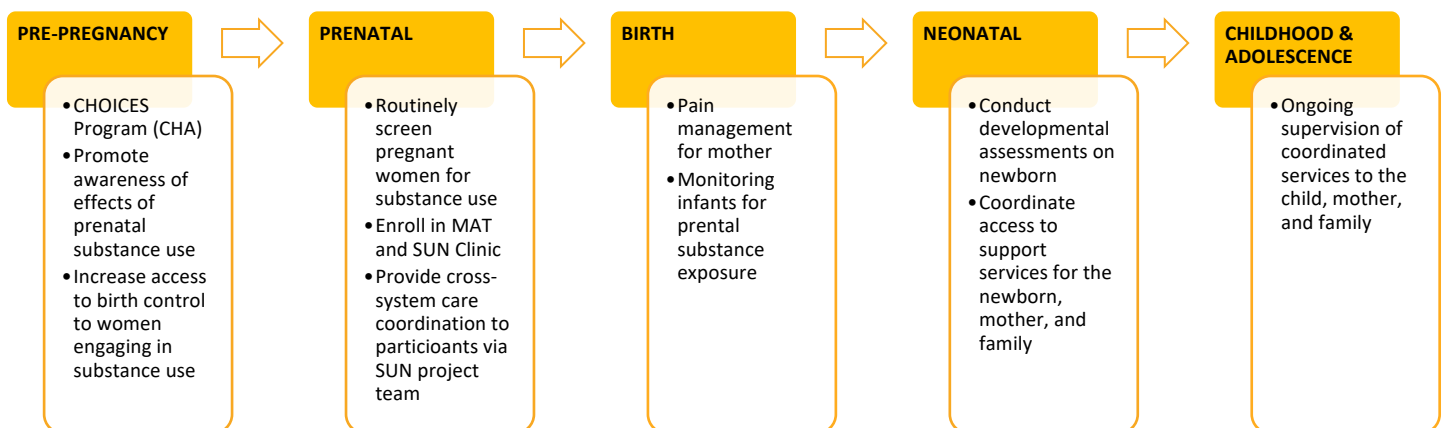 PRE-PREGNANCY
•CHOICES
Program (CHA)
•Promote
awareness of
effects of
prenatal
substance use
•Increase access
to birth control
to women
engaging in
substance use
PRENATAL
•Routinely
screen
pregnant
women for
substance use
•Enroll in MAT
and SUN Clinic
•Provide cross-
system care
coordination to
particioants via
SUN project
team
BIRTH
•Pain
management
for mother
•Monitoring
infants for
prental
substance
exposure
NEONATAL
•Conduct
developmental
assessments on
newborn
•Coordinate
access to
support
services for the
newborn,
mother, and
family
CHILDHOOD &
ADOLESCENCE
•Ongoing
supervision of
coordinated
services to the
child, mother,
and family